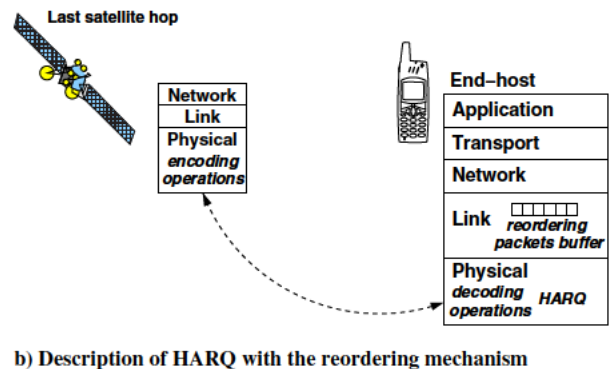 Last satellite hop
Network
Link
Physical
encoding
operations
End-host
Application
Transport
Network
Link
reordering
packets buffer
Physical
decoding HARQ
operations
b) Description of HARQ with the reordering mechanism